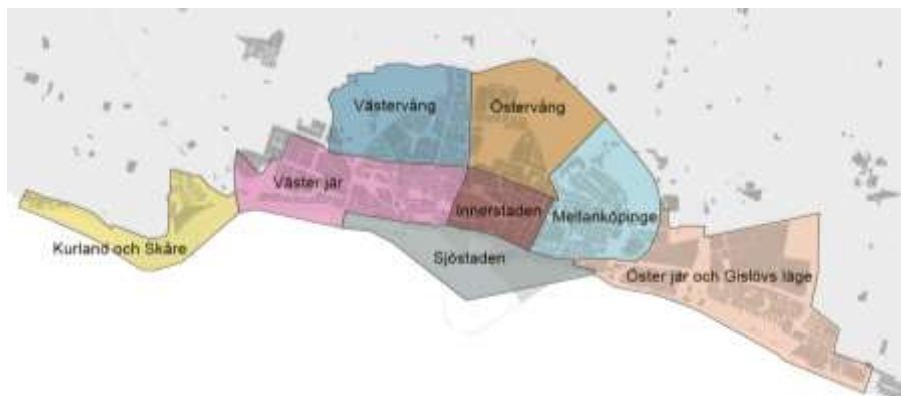 Västervång
Östervång
Väster jär
Innerstaden
Mellanköpinge
Kurland och Skåre
Sjöstaden
Öster jär och Gislövs läge